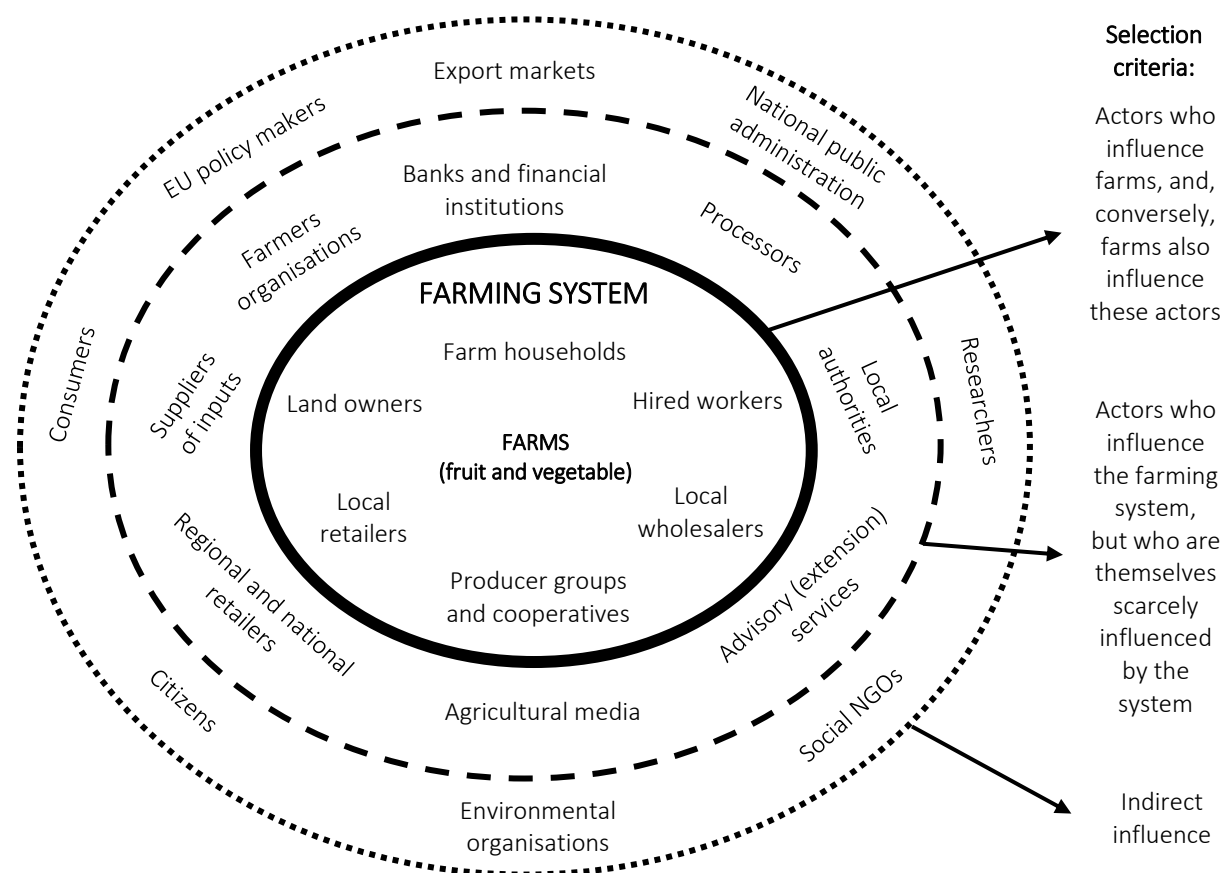 Export markets
EU policy makers
National public
administration
Consumers
Researchers
Citizens
Social NGOs
Environmental
organisations
Banks and financial
institutions
Farmers
organisations
Processors
Suppliers
of inputs
Local
authorities
Regional and national
retailers
Advisory (extension)
services
Agricultural media
FARMING SYSTEM
Farm households
Land owners
Hired workers
FARMS
(fruit and vegetable)
Local
retailers
Local
wholesalers
Producer groups
and cooperatives
Selection
criteria:
Actors who
influence
farms, and,
conversely,
farms also
influence
these actors
Actors who
influence
the farming
system,
but who are
themselves
scarcely
influenced
by the
system
Indirect
influence